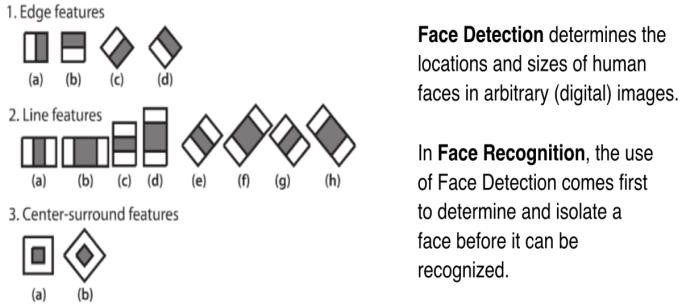 1. Edge features
(a) (b) (c) (d)
2. Line features
(a) (b) (c) (d) (e) (f) (g) (h)
3. Center-surround features
(a) (b)
Face Detection determines the
locations and sizes of human
faces in arbitrary (digital) images.
In Face Recognition, the use
of Face Detection comes first
to determine and isolate a
face before it can be
recognized.